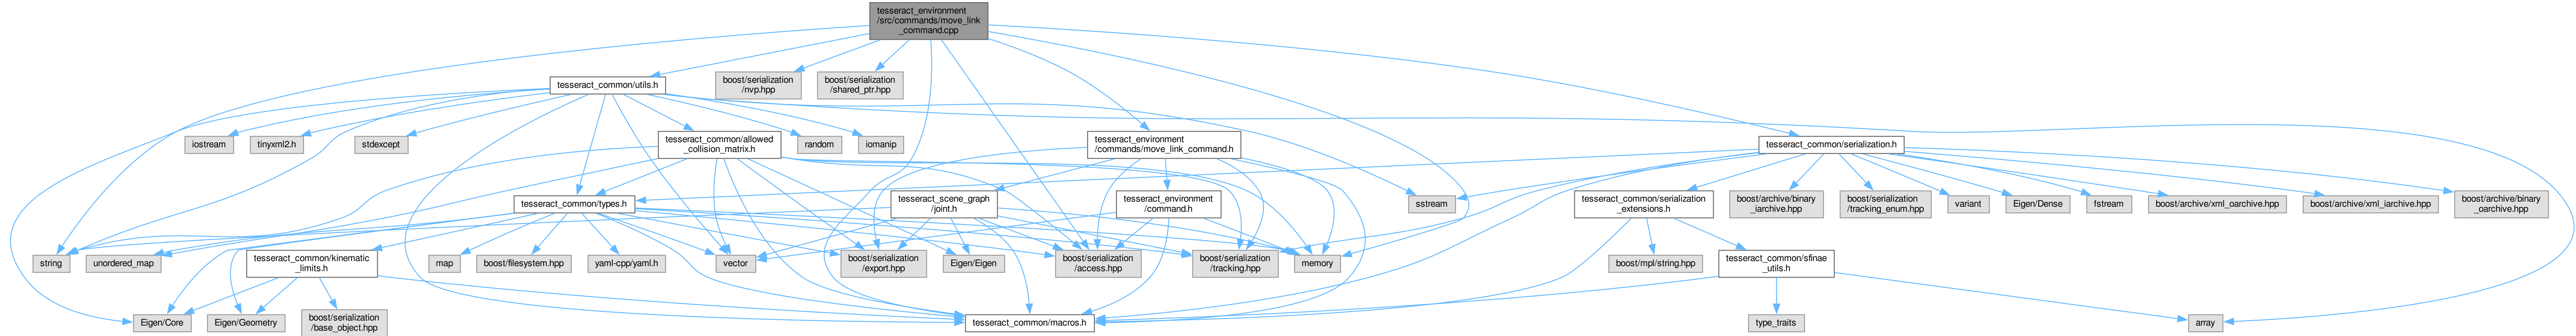 tesseract_environment
/src/commands/move_link
_command.cpp
tesseract_common/utils.h
boost/serialization
/nvp.hpp
boost/serialization
/shared_ptr.hpp
iostream
tinyxml2.h
stdexcept
tesseract_common/allowed
_collision_matrix.h
random
iomanip
tesseract_environment
/commands/move_link_command.h
tesseract_common/serialization.h
tesseract_common/types.h
tesseract_scene_graph
/joint.h
tesseract_environment
/command.h
sstream
tesseract_common/serialization
_extensions.h
boost/archive/binary
_iarchive.hpp
boost/serialization
/tracking_enum.hpp
variant
Eigen/Dense
fstream
boost/archive/xml_oarchive.hpp
boost/archive/xml_iarchive.hpp
boost/archive/binary
_oarchive.hpp
string
unordered_map
tesseract_common/kinematic
_limits.h
map
boost/filesystem.hpp
yaml-cpp/yaml.h
vector
boost/serialization
/export.hpp
Eigen/Eigen
boost/serialization
/access.hpp
boost/serialization
/tracking.hpp
memory
boost/mpl/string.hpp
tesseract_common/sfinae
_utils.h
Eigen/Core
Eigen/Geometry
boost/serialization
/base_object.hpp
tesseract_common/macros.h
type_traits
array